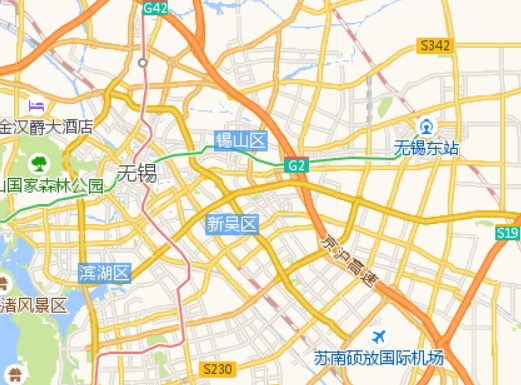 G42
S342
金汉爵大酒店
锡山区
无锡东站
G2
无锡
山国家森林公园
新吴区
S19
京沪高速
滨湖区
渚风景区
苏南硕放国际机场
S230